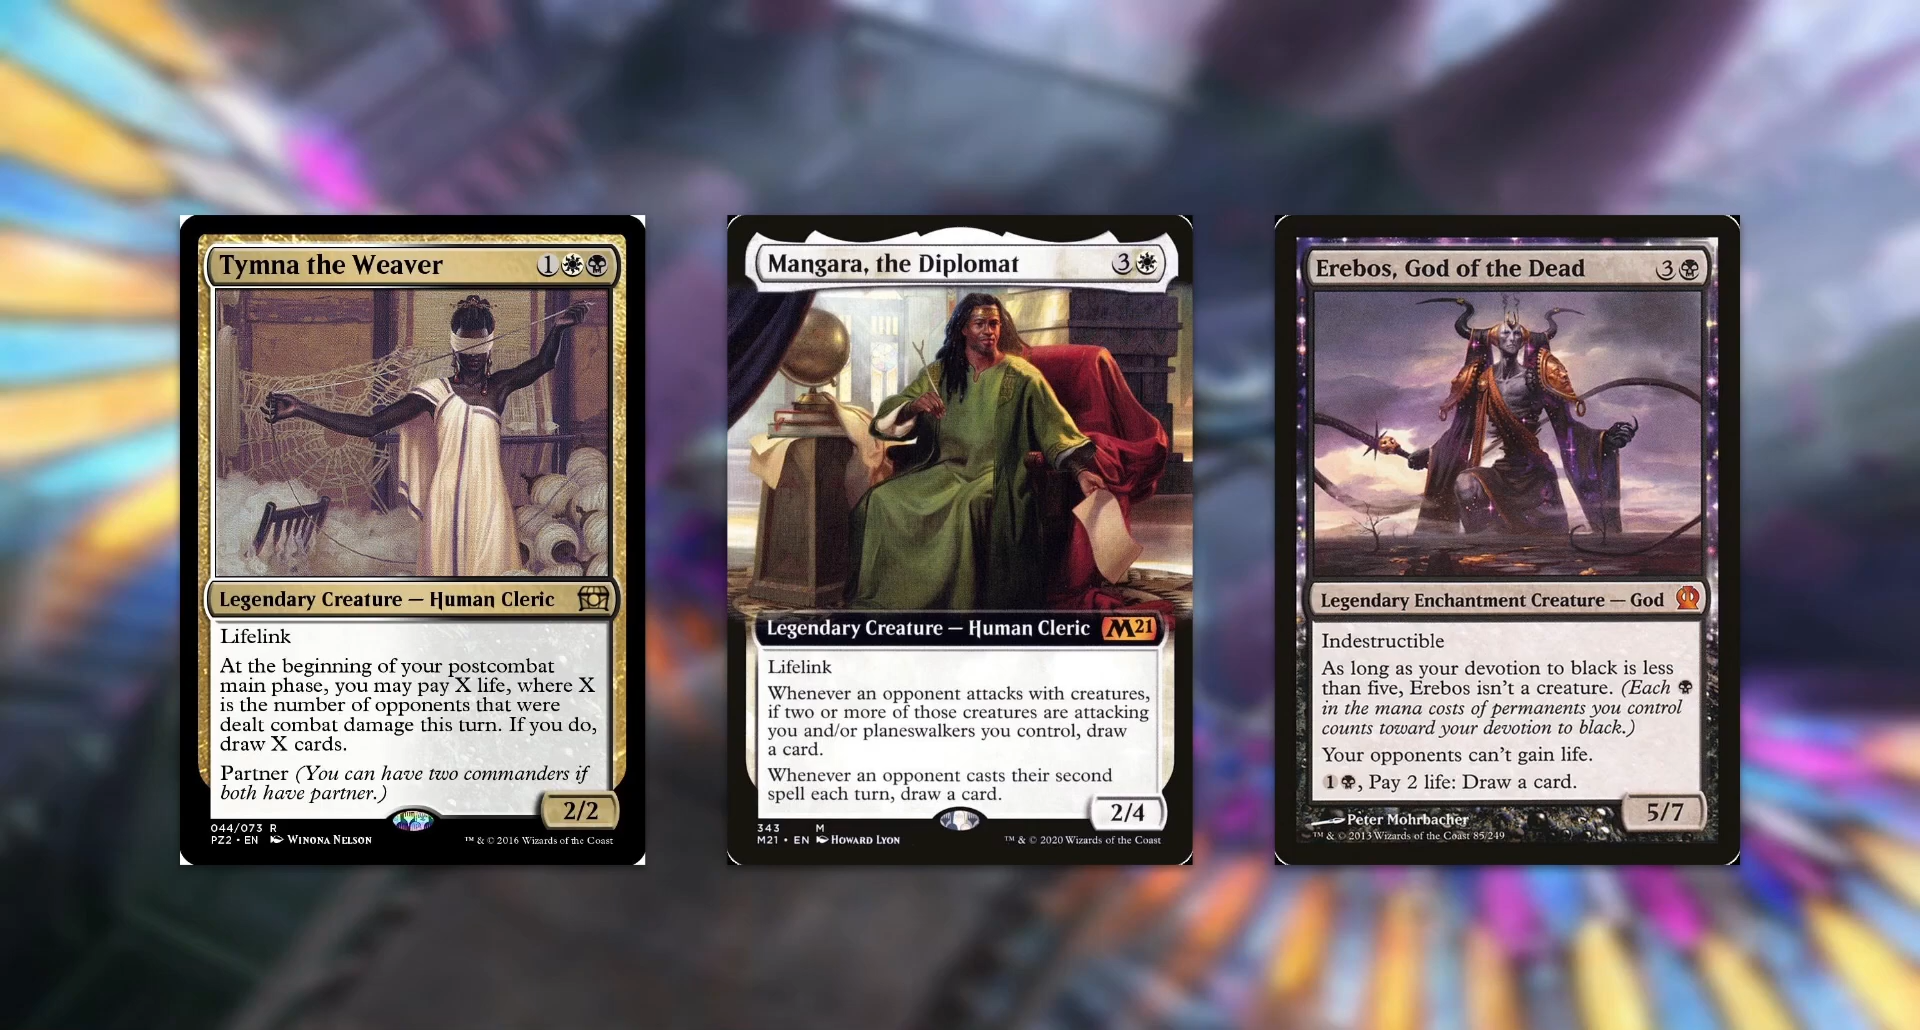 Tymna the Weaver 1
Legendary Creature — Human Cleric
Lifelink
At the beginning of your postcombat
main phase, you may pay X life, where X
is the number of opponents that were
dealt combat damage this turn. If you do,
draw X cards.
Partner (You can have two commanders if
both have partner.)
2/2
044/073 R
PZ2 • EN Winona Nelson
™ & © 2016 Wizards of the Coast
Mangara, the Diplomat 3
Legendary Creature — Human Cleric M21
Lifelink
Whenever an opponent attacks with creatures,
if two or more of those creatures are attacking
you and/or planeswalkers you control, draw
a card.
Whenever an opponent casts their second
spell each turn, draw a card.
2/4
343 M
M21 • EN Howard Lyon
™ & © 2020 Wizards of the Coast
Erebos, God of the Dead 3
Legendary Enchantment Creature — God
Indestructible
As long as your devotion to black is less
than five, Erebos isn't a creature. (Each
in the mana costs of permanents you control
counts toward your devotion to black.)
Your opponents can't gain life.
1, Pay 2 life: Draw a card.
5/7
Peter Mohrbacher
™ & © 2013 Wizards of the Coast 85/249